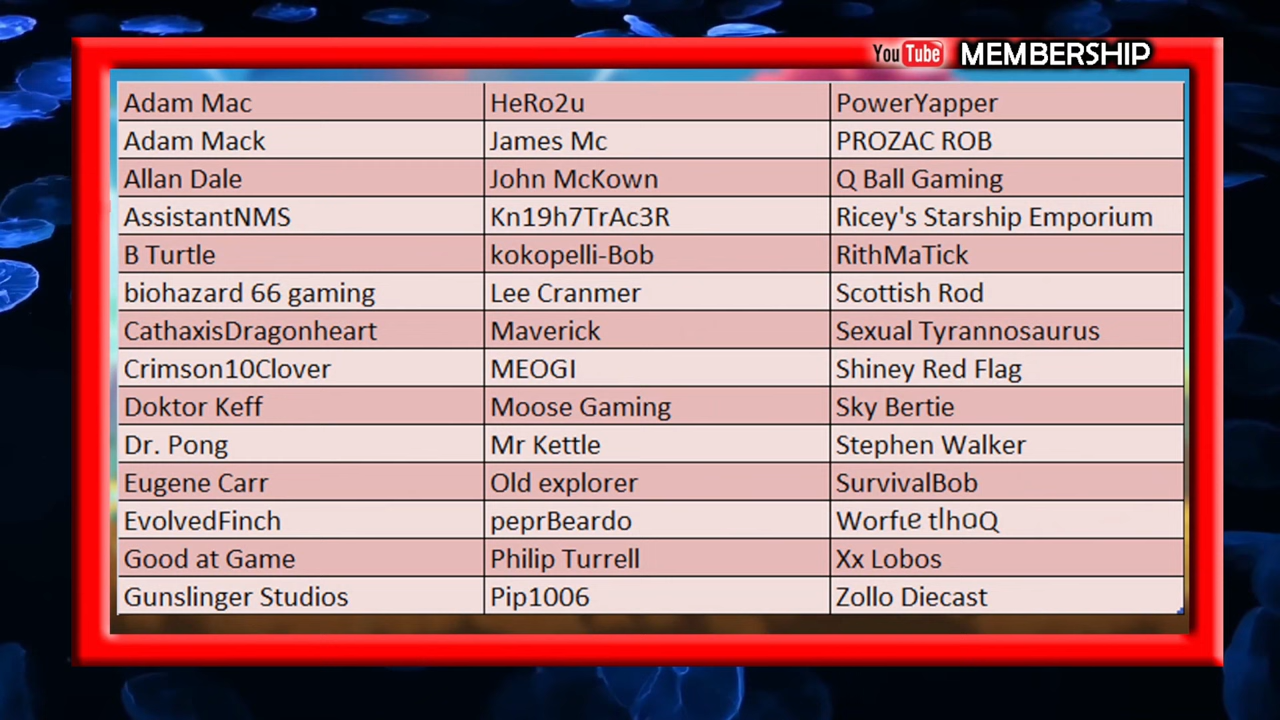 YouTube MEMBERSHIP
Adam Mac HeRo2u PowerYapper
Adam Mack James Mc PROZAC ROB
Allan Dale John McKown Q Ball Gaming
AssistantNMS Kn19h7TrAc3R Ricey's Starship Emporium
B Turtle kokopelli-Bob RithMaTick
biohazard 66 gaming Lee Cranmer Scottish Rod
CathaxisDragonheart Maverick Sexual Tyrannosaurus
Crimson10Clover MEOGI Shiney Red Flag
Doktor Keff Moose Gaming Sky Bertie
Dr. Pong Mr Kettle Stephen Walker
Eugene Carr Old explorer SurvivalBob
EvolvedFinch peprBeardo Worfɩɐ tlhɑQ
Good at Game Philip Turrell Xx Lobos
Gunslinger Studios Pip1006 Zollo Diecast